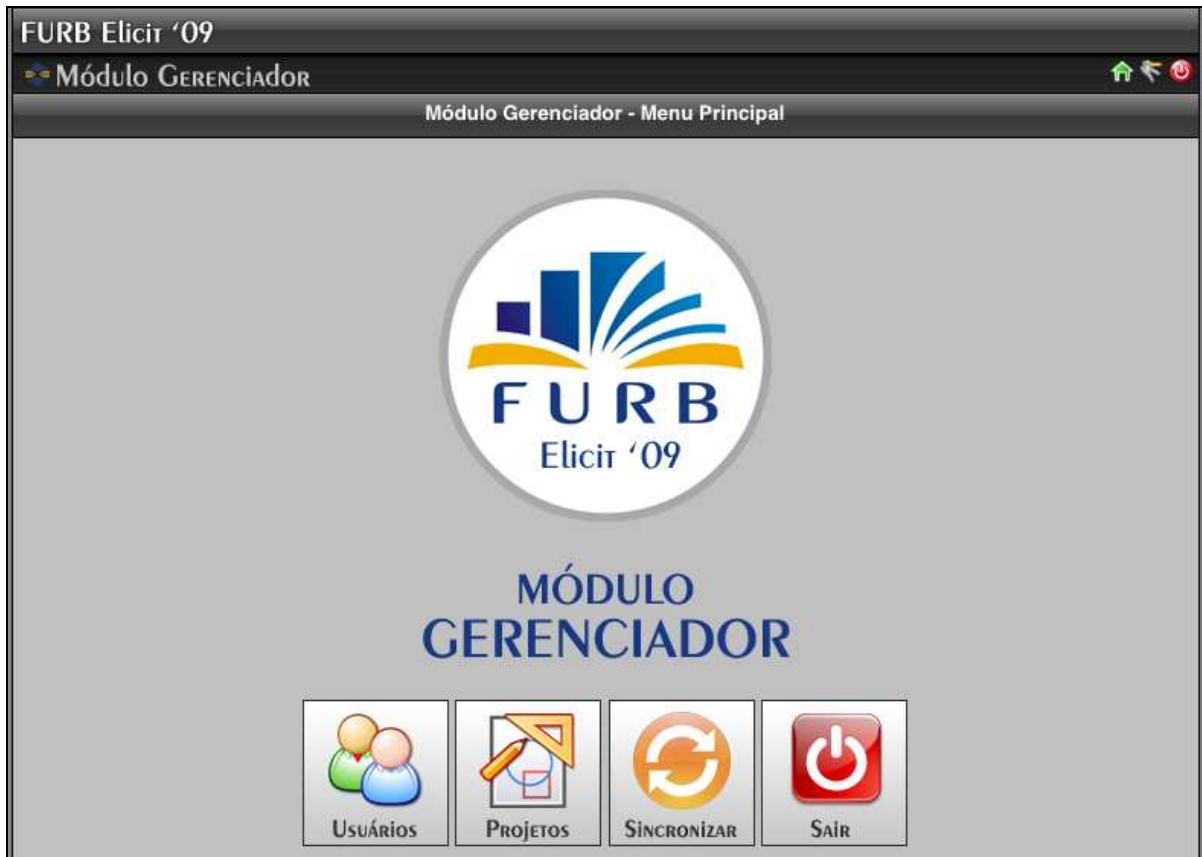 FURB Elicit ‘09
Módulo Gerenciador
Módulo Gerenciador - Menu Principal
FURB
Elicit ‘09
MÓDULO
GERENCIADOR
Usuários Projetos Sincronizar Sair